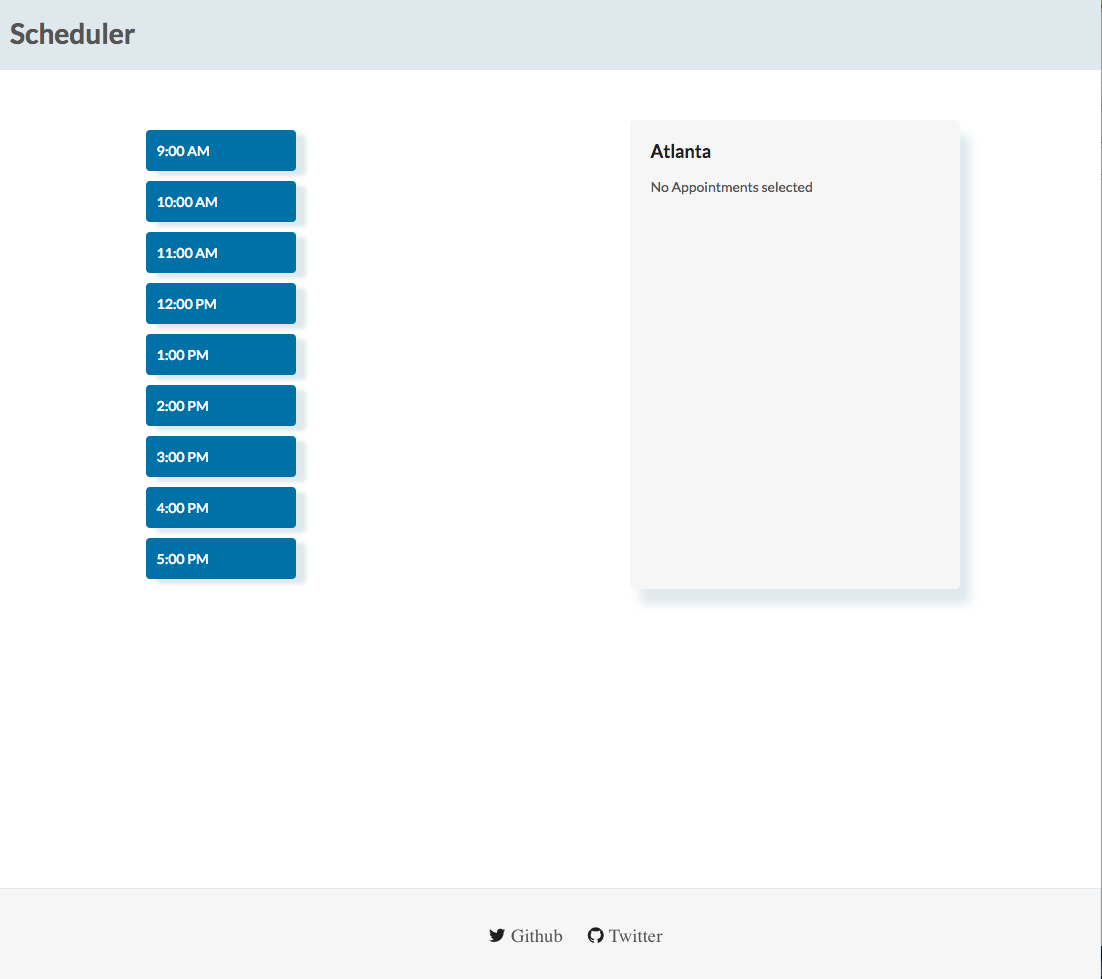 Scheduler
9:00 AM
10:00 AM
11:00 AM
12:00 PM
1:00 PM
2:00 PM
3:00 PM
4:00 PM
5:00 PM
Atlanta
No Appointments selected
Github Twitter